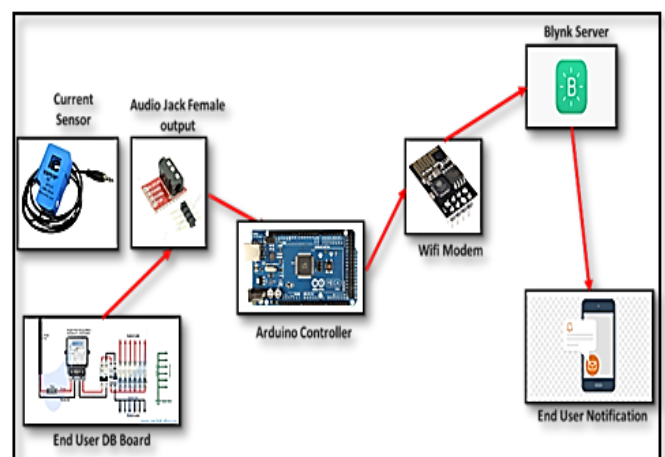 Blynk Server
B
Current
Sensor
Audio Jack Female
output
Wifi Modem
Arduino Controller
End User DB Board
End User Notification